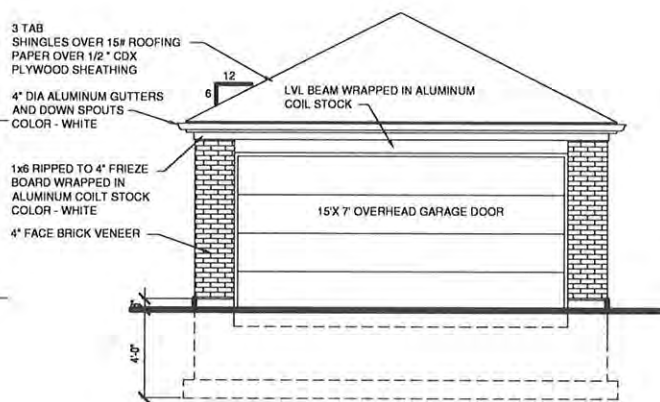 3 TAB
SHINGLES OVER 15# ROOFING
PAPER OVER 1/2 " CDX
PLYWOOD SHEATHING
12
6
4" DIA ALUMINUM GUTTERS
AND DOWN SPOUTS
COLOR - WHITE
LVL BEAM WRAPPED IN ALUMINUM
COIL STOCK
1x6 RIPPED TO 4" FRIEZE
BOARD WRAPPED IN
ALUMINUM COILT STOCK
COLOR - WHITE
15'X 7' OVERHEAD GARAGE DOOR
4" FACE BRICK VENEER
4'-0"